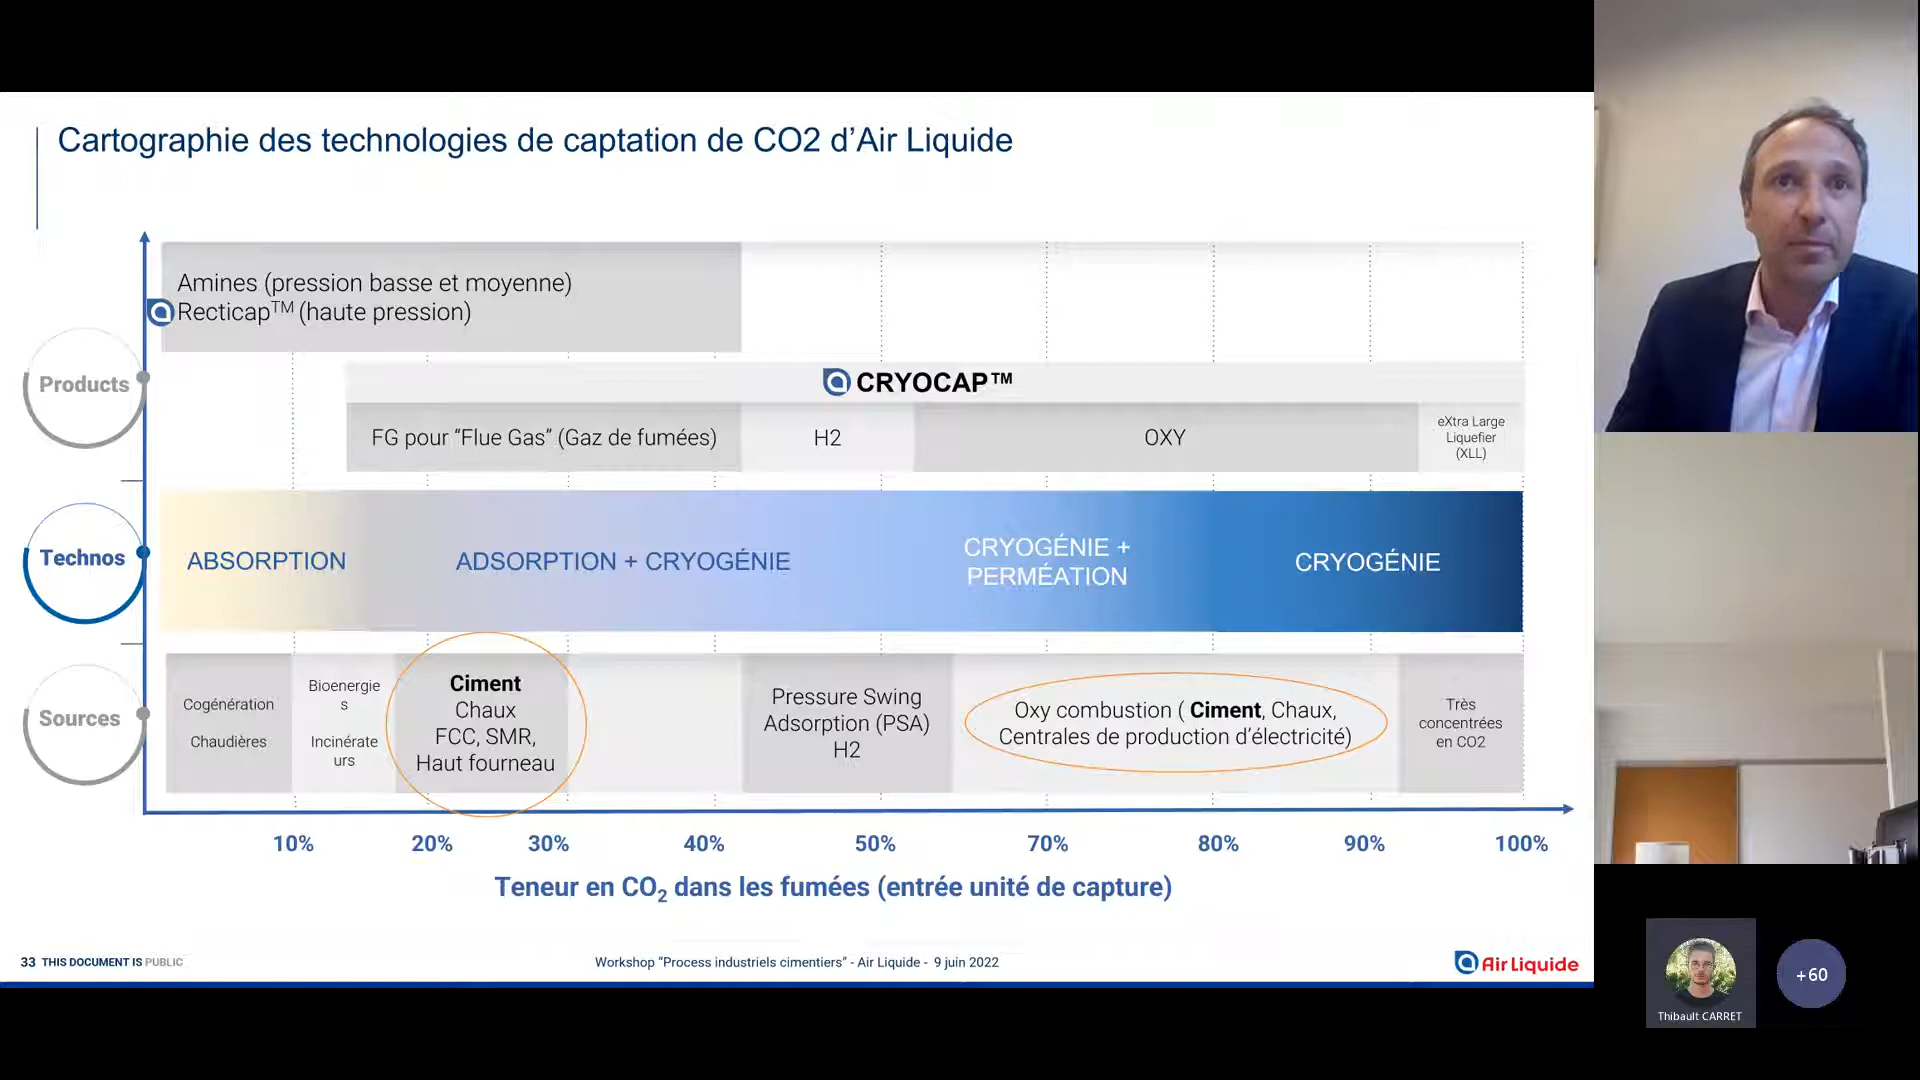 Cartographie des technologies de captation de CO2 d’Air Liquide
Amines (pression basse et moyenne)
Recticap™ (haute pression)
Products
CRYOCAP™
FG pour “Flue Gas” (Gaz de fumées)
H2
OXY
eXtra Large
Liquefier
(XLL)
Technos
ABSORPTION
ADSORPTION + CRYOGÉNIE
CRYOGÉNIE +
PERMÉATION
CRYOGÉNIE
Sources
Cogénération
Chaudières
Bioenergie
s
Incinérate
urs
Ciment
Chaux
FCC, SMR,
Haut fourneau
Pressure Swing
Adsorption (PSA)
H2
Oxy combustion ( Ciment, Chaux,
Centrales de production d’électricité)
Très
concentrées
en CO2
10% 20% 30% 40% 50% 70% 80% 90% 100%
Teneur en CO₂ dans les fumées (entrée unité de capture)
33 THIS DOCUMENT IS PUBLIC
Workshop “Process industriels cimentiers” - Air Liquide - 9 juin 2022
Air Liquide
Thibault CARRET
+60